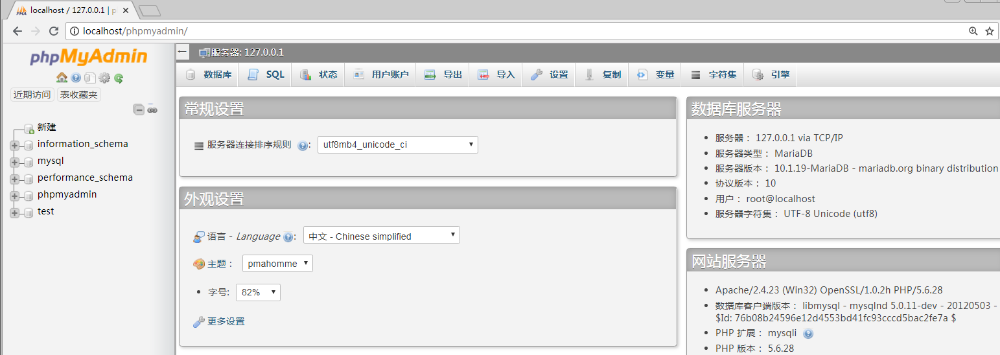 localhost / 127.0.0.1 | p
localhost/phpmyadmin/
phpMyAdmin
近期访问 表收藏夹
新建
information_schema
mysql
performance_schema
phpmyadmin
test
服务器: 127.0.0.1
数据库 SQL 状态 用户账户 导出 导入 设置 复制 变量 字符集 引擎
常规设置
服务器连接排序规则 : utf8mb4_unicode_ci
外观设置
语言 - Language : 中文 - Chinese simplified
主题： pmahomme
字号: 82%
更多设置
数据库服务器
服务器： 127.0.0.1 via TCP/IP
服务器类型： MariaDB
服务器版本： 10.1.19-MariaDB - mariadb.org binary distribution
协议版本： 10
用户： root@localhost
服务器字符集： UTF-8 Unicode (utf8)
网站服务器
Apache/2.4.23 (Win32) OpenSSL/1.0.2h PHP/5.6.28
数据库客户端版本： libmysql - mysqlnd 5.0.11-dev - 20120503 -
$Id: 76b08b24596e12d4553bd41fc93cccd5bac2fe7a $
PHP 扩展： mysqli
PHP 版本： 5.6.28